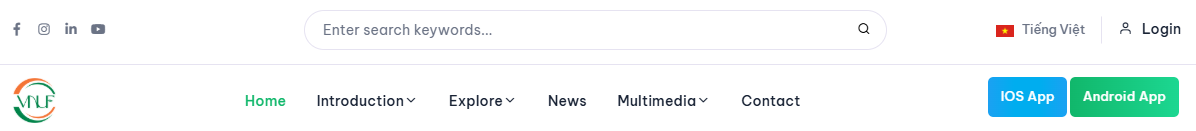 Enter search keywords...
Tiếng Việt
Login
VNUF
Home
Introduction
Explore
News
Multimedia
Contact
IOS App
Android App